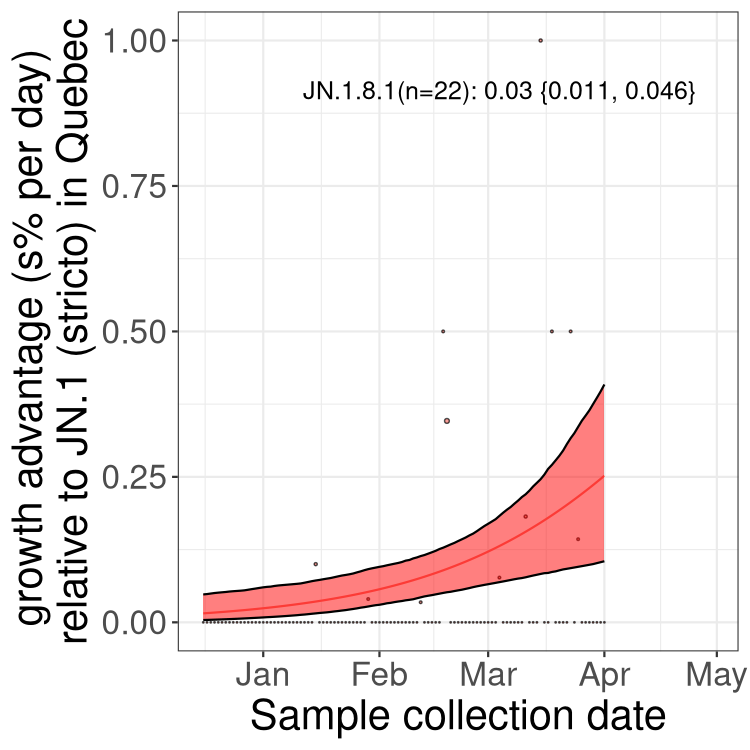 growth advantage (s% per day)
relative to JN.1 (stricto) in Quebec
1.00
0.75
0.50
0.25
0.00
JN.1.8.1(n=22): 0.03 {0.011, 0.046}
Jan Feb Mar Apr May
Sample collection date